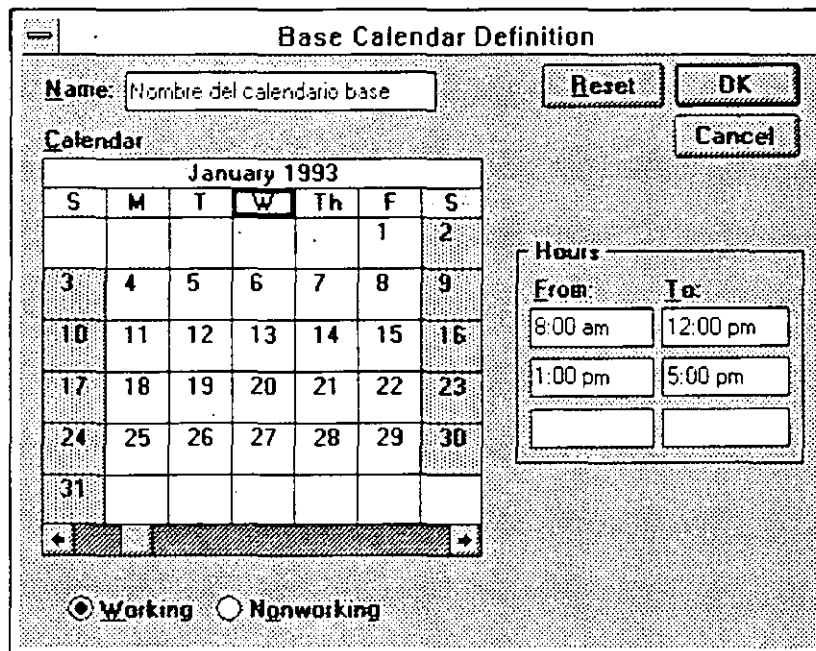 Base Calendar Definition
Name: Nombre del calendario base
Reset
OK
Cancel
Calendar
January 1993
S M T W Th F S
1 2
3 4 5 6 7 8 9
10 11 12 13 14 15 16
17 18 19 20 21 22 23
24 25 26 27 28 29 30
31
Hours
From: To:
8:00 am 12:00 pm
1:00 pm 5:00 pm
Working Nonworking